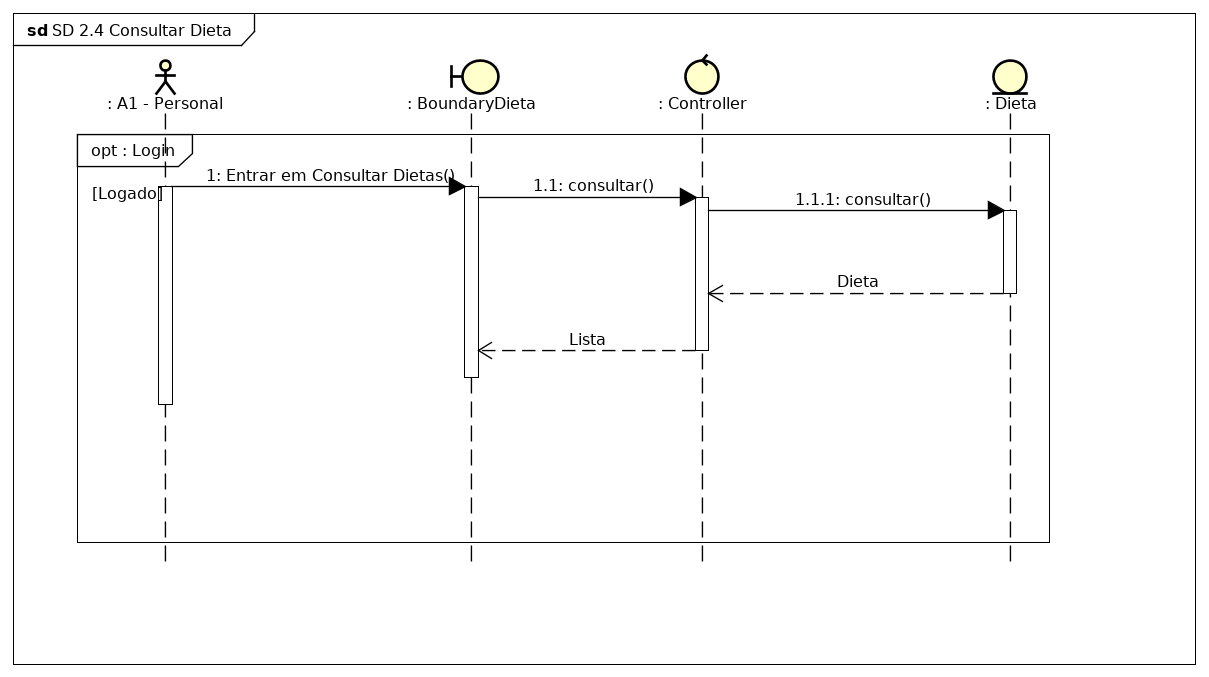 sd SD 2.4 Consultar Dieta
: A1 - Personal
: BoundaryDieta
: Controller
: Dieta
opt : Login
[Logado]
1: Entrar em Consultar Dietas()
1.1: consultar()
1.1.1: consultar()
Dieta
Lista